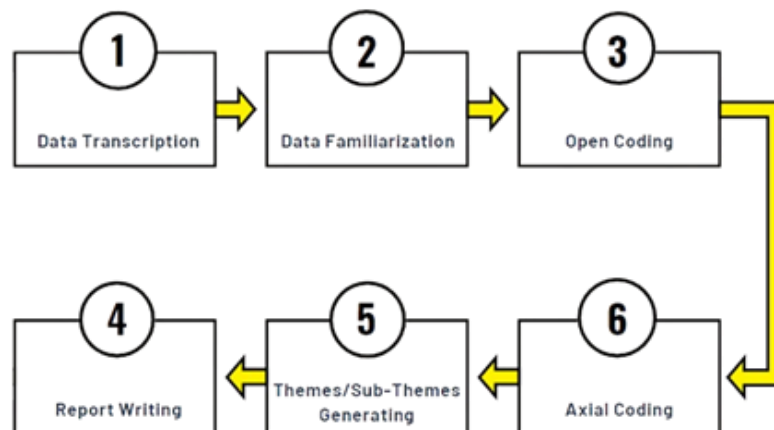 1
Data Transcription
2
Data Familiarization
3
Open Coding
4
Report Writing
5
Themes/Sub-Themes
Generating
6
Axial Coding